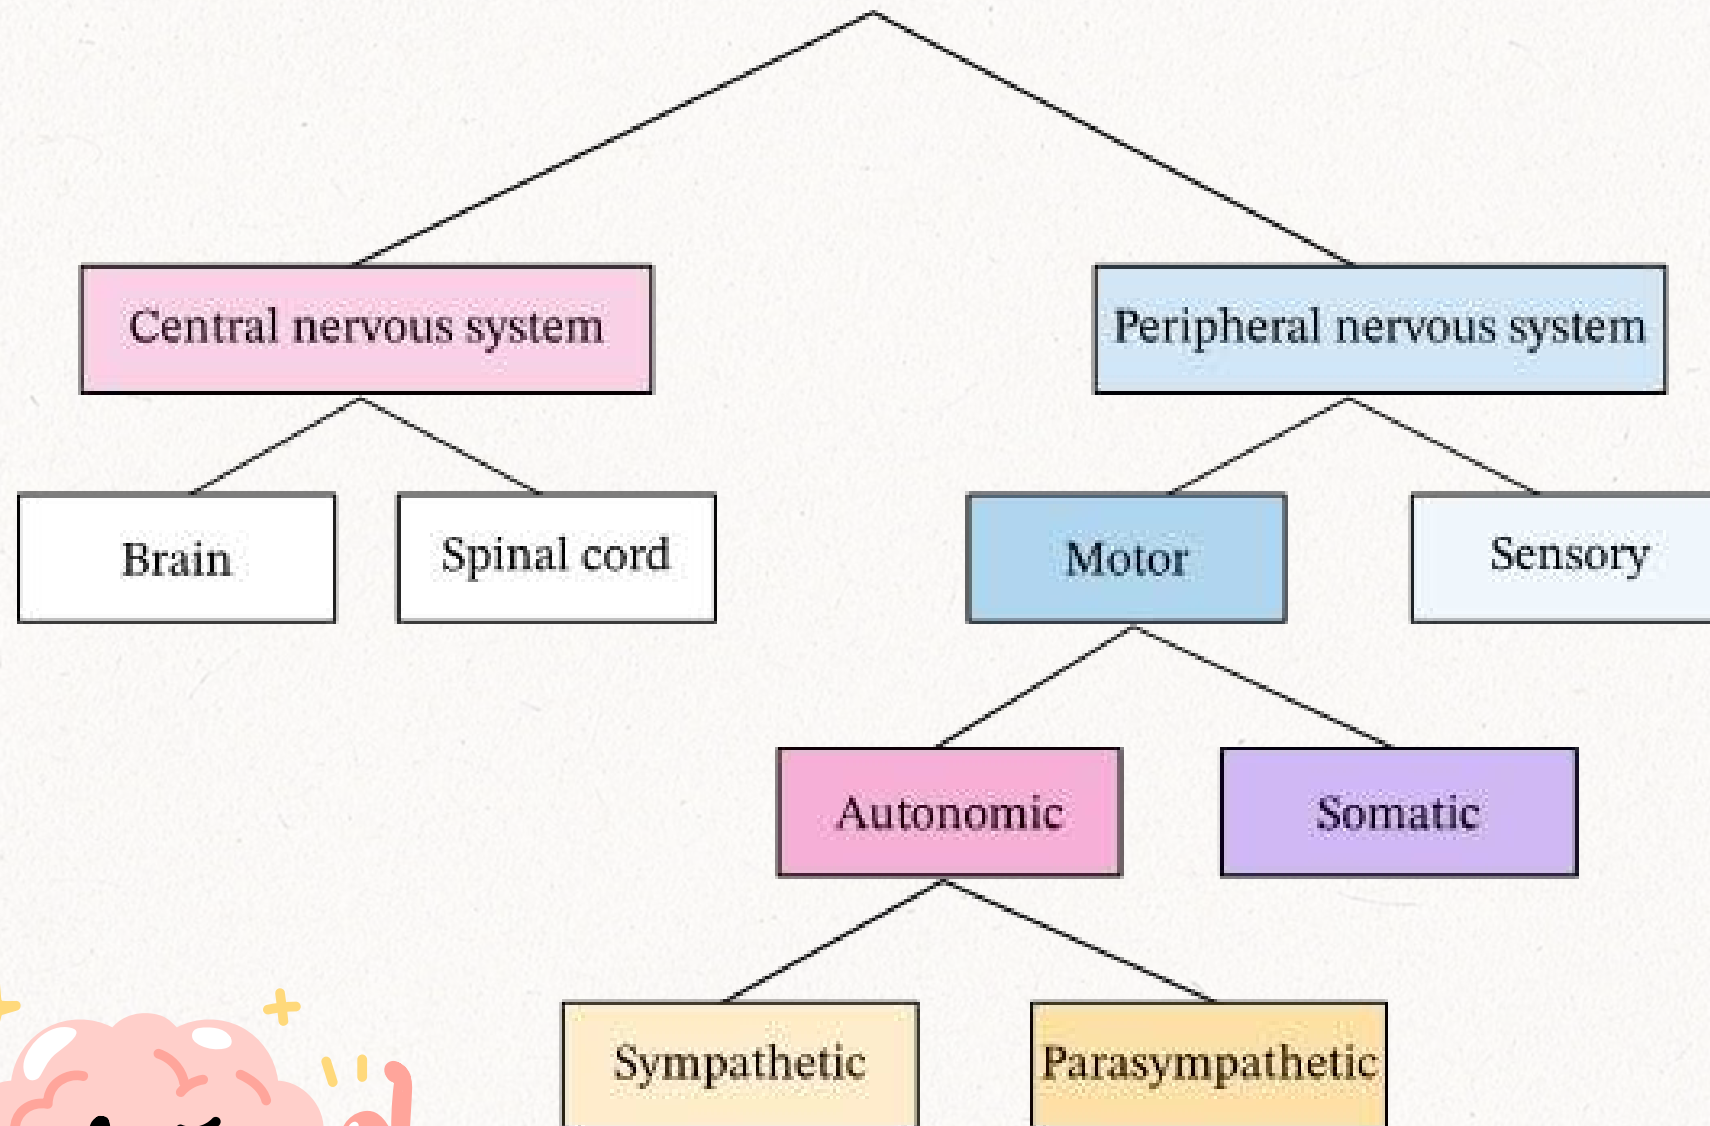 Central nervous system
Peripheral nervous system
Brain
Spinal cord
Motor
Sensory
Autonomic
Somatic
Sympathetic
Parasympathetic